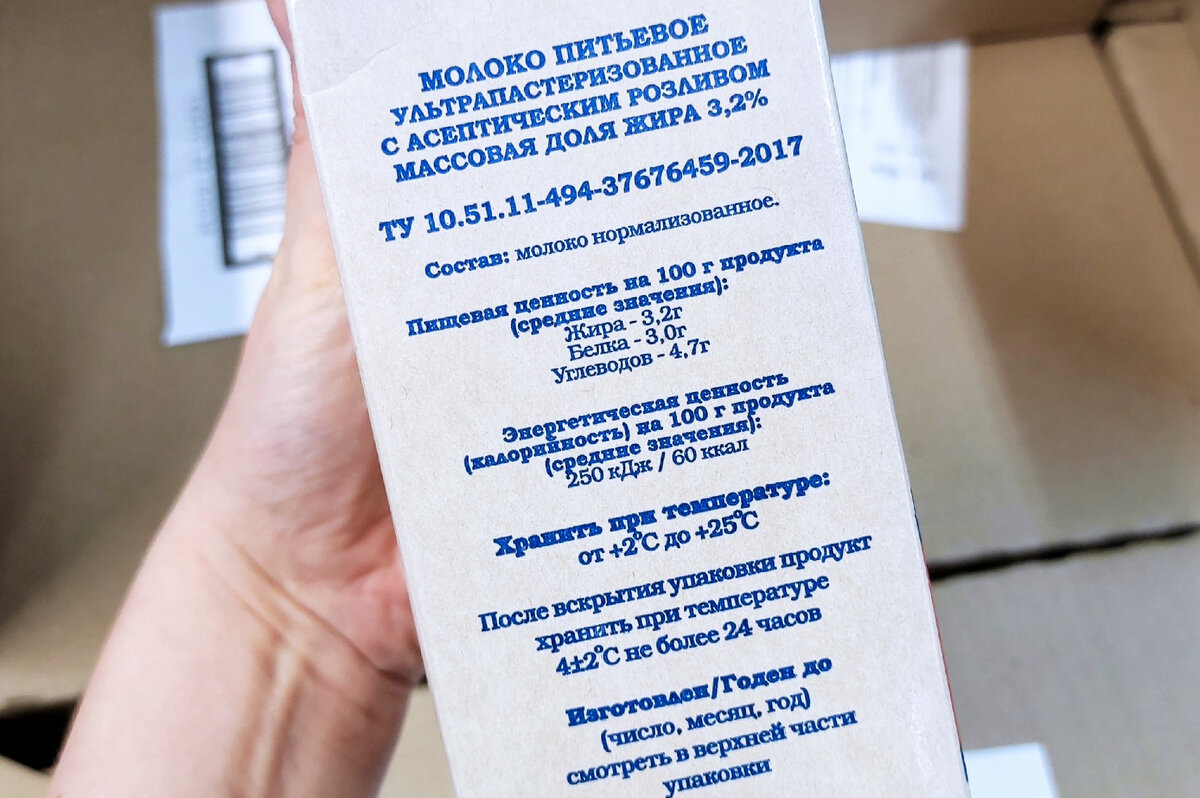 МОЛОКО ПИТЬЕВОЕ
УЛЬТРАПАСТЕРИЗОВАННОЕ
С АСЕПТИЧЕСКИМ РОЗЛИВОМ
МАССОВАЯ ДОЛЯ ЖИРА 3,2%
ТУ 10.51.11-494-37676459-2017
Состав: молоко нормализованное.
Пищевая ценность на 100 г продукта
(средние значения):
Жира - 3,2г
Белка - 3,0г
Углеводов - 4,7г
Энергетическая ценность
(калорийность) на 100 г продукта
(средние значения):
250 кДж / 60 ккал
Хранить при температуре:
от +2°С до +25°С
После вскрытия упаковки продукт
хранить при температуре
4±2°С не более 24 часов
Изготовлен/Годен до
(число, месяц, год)
смотреть в верхней части
упаковки